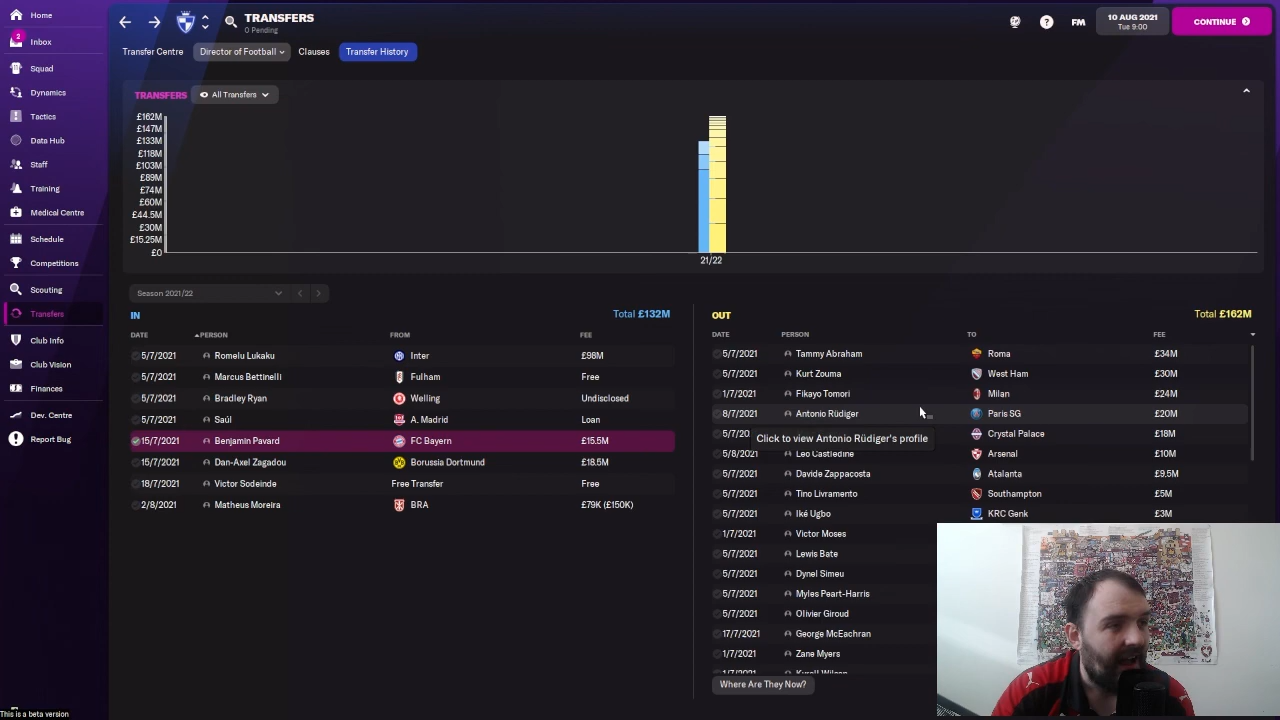 Home
TRANSFERS
0 Pending
FM
10 AUG 2021
Tue 9:00
CONTINUE
2
Inbox
Transfer Centre
Director of Football
Clauses
Transfer History
Squad
Dynamics
Tactics
Data Hub
Staff
Training
Medical Centre
Schedule
Competitions
Scouting
Transfers
Club Info
Club Vision
Finances
Dev. Centre
Report Bug
TRANSFERS
All Transfers
£162M
£147M
£133M
£118M
£103M
£89M
£74M
£60M
£44.5M
£30M
£15.25M
£0
21/22
Season 2021/22
IN
Total £132M
DATE PERSON FROM FEE
5/7/2021 Romelu Lukaku Inter £98M
5/7/2021 Marcus Bettinelli Fulham Free
5/7/2021 Bradley Ryan Welling Undisclosed
5/7/2021 Saúl A. Madrid Loan
15/7/2021 Benjamin Pavard FC Bayern £15.5M
15/7/2021 Dan-Axel Zagadou Borussia Dortmund £18.5M
18/7/2021 Victor Sodeinde Free Transfer Free
2/8/2021 Matheus Moreira BRA £79K (£150K)
OUT
Total £162M
DATE PERSON TO FEE
5/7/2021 Tammy Abraham Roma £34M
5/7/2021 Kurt Zouma West Ham £30M
1/7/2021 Fikayo Tomori Milan £24M
8/7/2021 Antonio Rüdiger Paris SG £20M
5/7/20 Crystal Palace £18M
Click to view Antonio Rüdiger's profile
5/8/2021 Leo Castledine Arsenal £10M
5/7/2021 Davide Zappacosta Atalanta £9.5M
5/7/2021 Tino Livramento Southampton £5M
5/7/2021 Iké Ugbo KRC Genk £3M
1/7/2021 Victor Moses
5/7/2021 Lewis Bate
5/7/2021 Dynel Simeu
5/7/2021 Myles Peart-Harris
5/7/2021 Olivier Giroud
17/7/2021 George McEachran
1/7/2021 Zane Myers
Where Are They Now?
This is a beta version